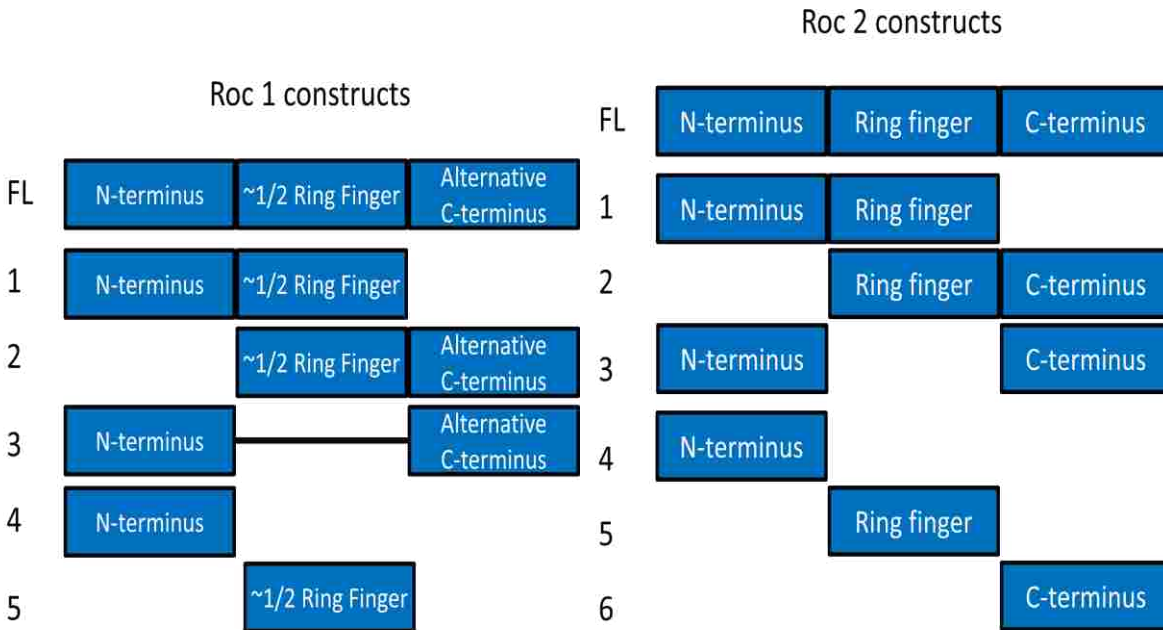 Roc 1 constructs
FL
N-terminus
~1/2 Ring Finger
Alternative
C-terminus
1
N-terminus
~1/2 Ring Finger
2
~1/2 Ring Finger
Alternative
C-terminus
3
N-terminus
Alternative
C-terminus
4
N-terminus
5
~1/2 Ring Finger
Roc 2 constructs
FL
N-terminus
Ring finger
C-terminus
1
N-terminus
Ring finger
2
Ring finger
C-terminus
3
N-terminus
C-terminus
4
N-terminus
5
Ring finger
6
C-terminus